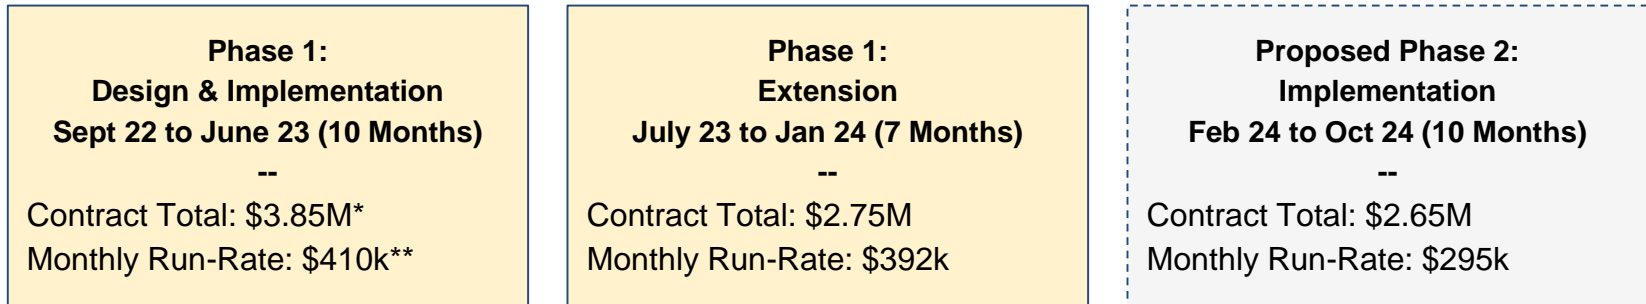 Phase 1:
Design & Implementation
Sept 22 to June 23 (10 Months)
--
Contract Total: $3.85M*
Monthly Run-Rate: $410k**
Phase 1:
Extension
July 23 to Jan 24 (7 Months)
--
Contract Total: $2.75M
Monthly Run-Rate: $392k
Proposed Phase 2:
Implementation
Feb 24 to Oct 24 (10 Months)
--
Contract Total: $2.65M
Monthly Run-Rate: $295k